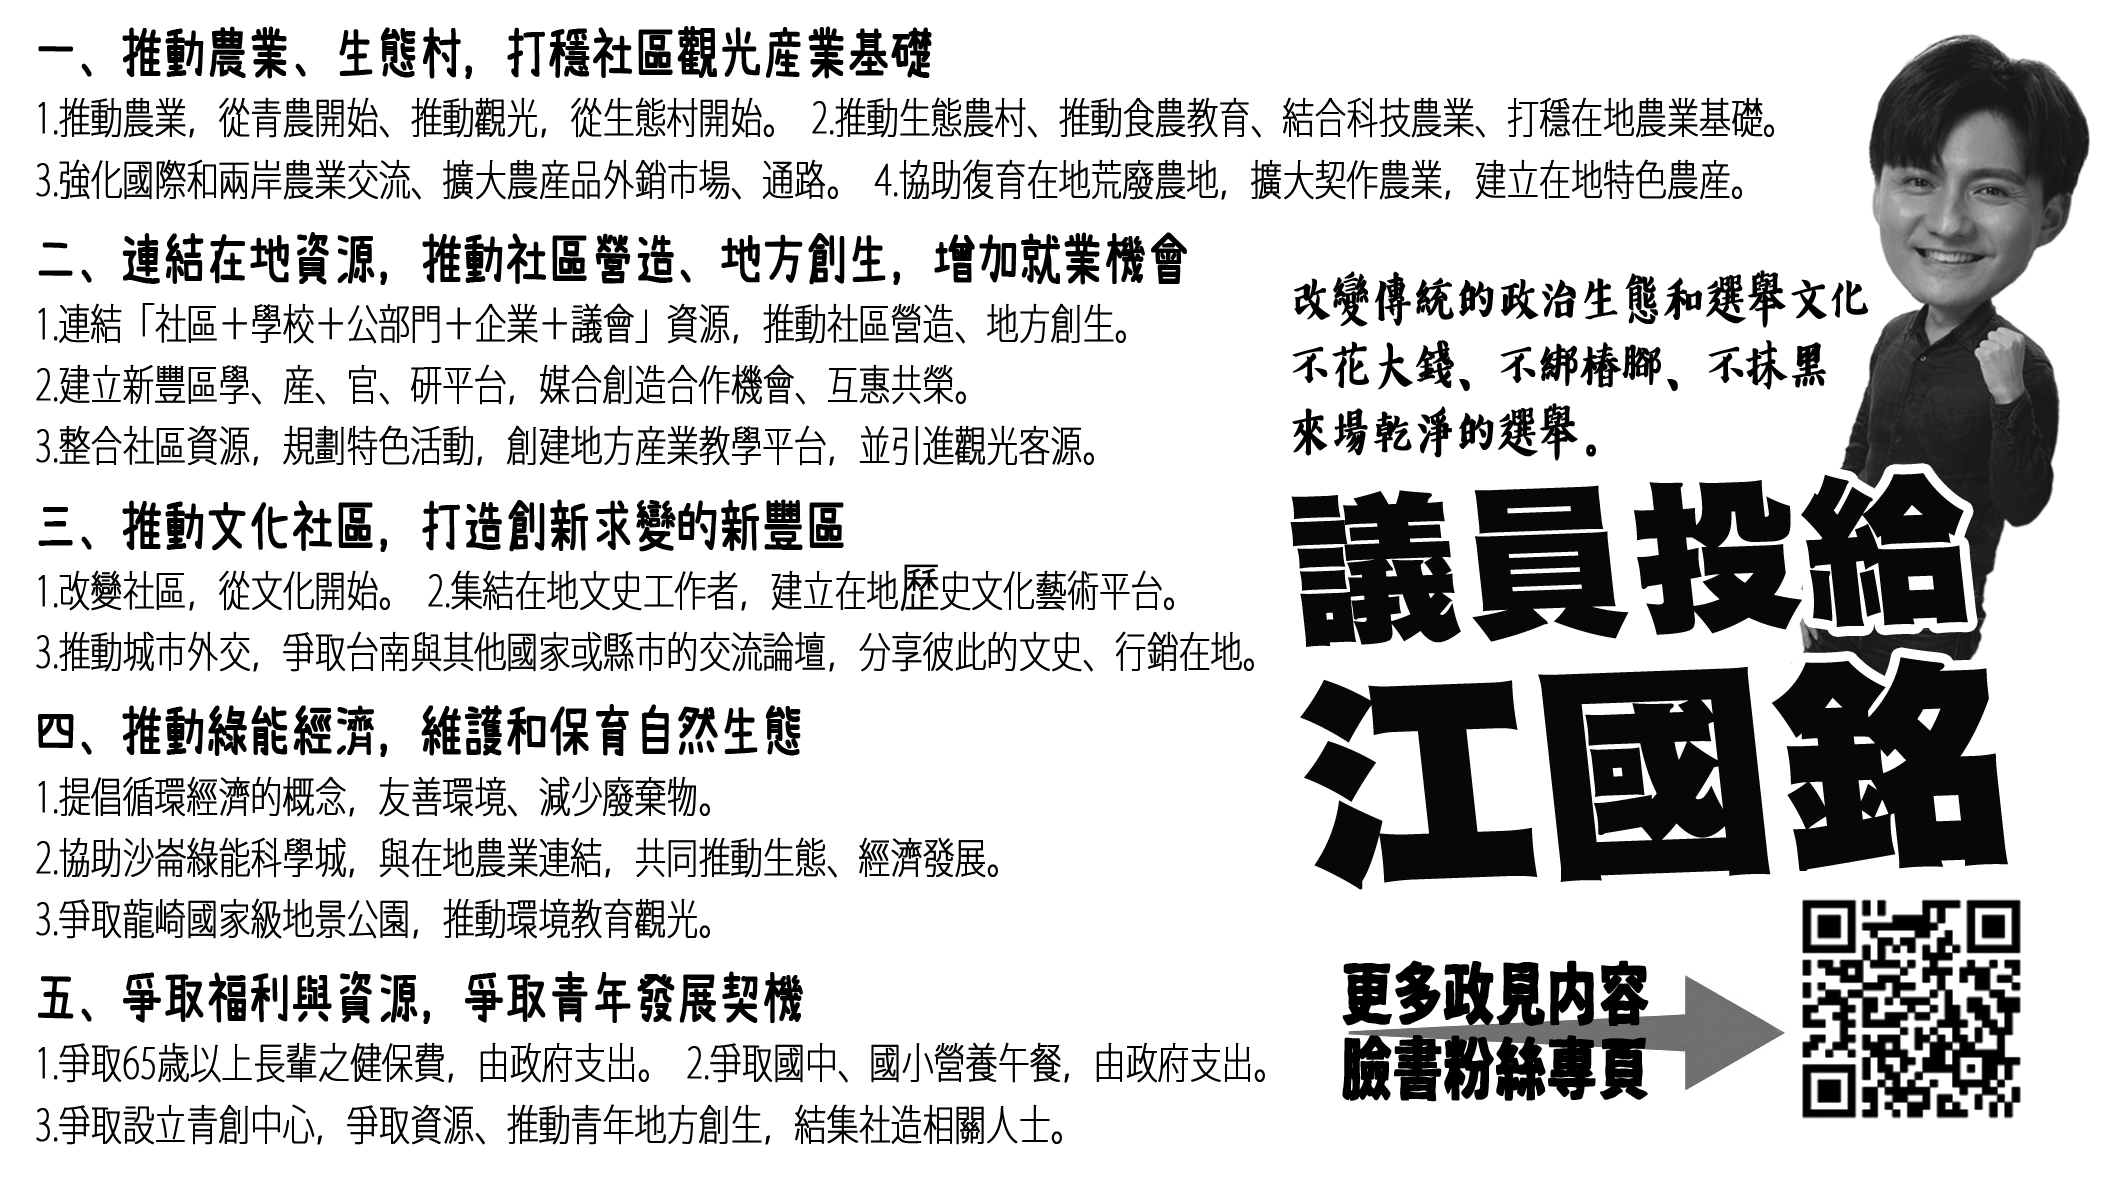 一、推動農業、生態村，打穩社區觀光産業基礎
1.推動農業，從青農開始、推動觀光，從生態村開始。 2.推動生態農村、推動食農教育、結合科技農業、打穩在地農業基礎。
3.強化國際和兩岸農業交流、擴大農産品外銷市場、通路。 4.協助復育在地荒廢農地，擴大契作農業，建立在地特色農産。
二、連結在地資源，推動社區營造、地方創生，增加就業機會
1.連結「社區＋學校＋公部門＋企業＋議會」資源，推動社區營造、地方創生。
2.建立新豐區學、産、官、研平台，媒合創造合作機會、互惠共榮。
3.整合社區資源，規劃特色活動，創建地方産業教學平台，並引進觀光客源。
三、推動文化社區，打造創新求變的新豐區
1.改變社區，從文化開始。 2.集結在地文史工作者，建立在地歷史文化藝術平台。
3.推動城市外交，爭取台南與其他國家或縣市的交流論壇，分享彼此的文史、行銷在地。
四、推動綠能經濟，維護和保育自然生態
1.提倡循環經濟的概念，友善環境、減少廢棄物。
2.協助沙崙綠能科學城，與在地農業連結，共同推動生態、經濟發展。
3.爭取龍崎國家級地景公園，推動環境教育觀光。
五、爭取福利與資源，爭取青年發展契機
1.爭取65歲以上長輩之健保費，由政府支出。 2.爭取國中、國小營養午餐，由政府支出。
3.爭取設立青創中心，爭取資源、推動青年地方創生，結集社造相關人士。
改變傳統的政治生態和選舉文化
不花大錢、不綁樁腳、不抹黑
來場乾淨的選舉。
議員投給
江國銘
更多政見內容
臉書粉絲專頁